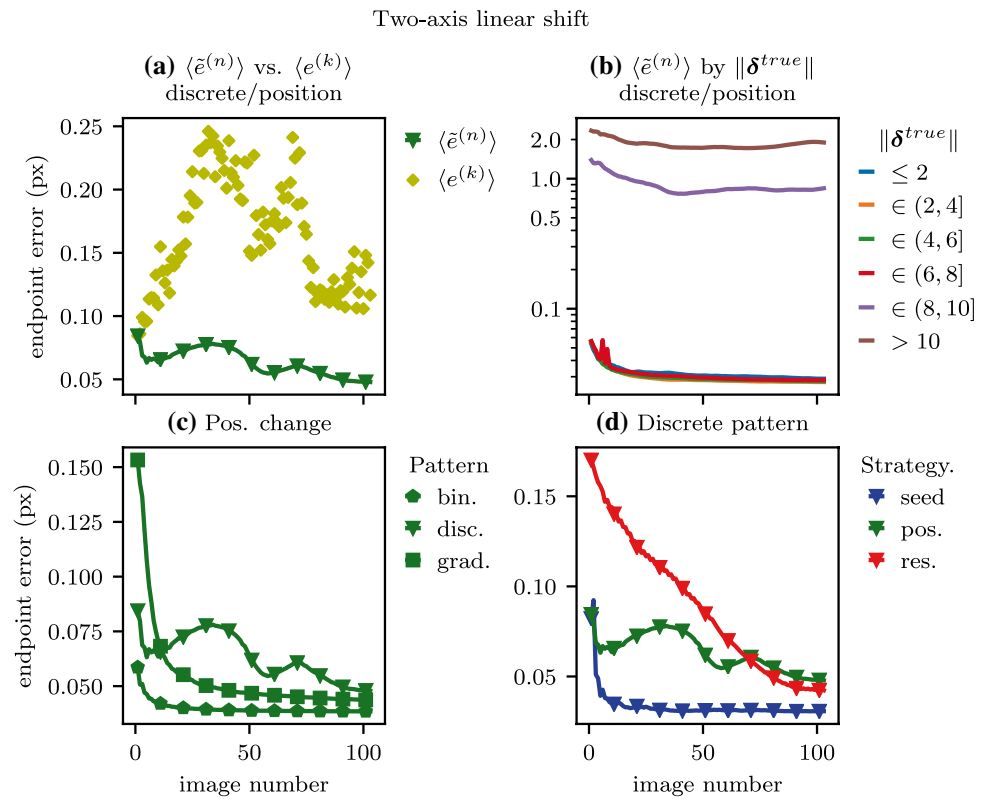 Two-axis linear shift
(a) ⟨ẽ⁽ⁿ⁾⟩ vs. ⟨e⁽ᵏ⁾⟩
discrete/position
(b) ⟨ẽ⁽ⁿ⁾⟩ by ‖δᵗʳᵘᵉ‖
discrete/position
endpoint error (px)
0.25
0.20
0.15
0.10
0.05
⟨ẽ⁽ⁿ⁾⟩
⟨e⁽ᵏ⁾⟩
2.0
1.0
0.5
0.1
‖δᵗʳᵘᵉ‖
≤ 2
∈ (2, 4]
∈ (4, 6]
∈ (6, 8]
∈ (8, 10]
> 10
(c) Pos. change
(d) Discrete pattern
endpoint error (px)
0.150
0.125
0.100
0.075
0.050
0
50
100
image number
Pattern
bin.
disc.
grad.
0.15
0.10
0.05
0
50
100
image number
Strategy.
seed
pos.
res.